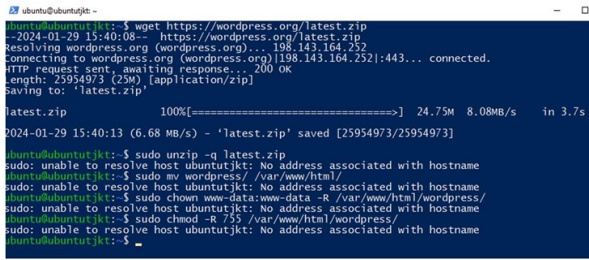 ubuntu@ubuntutjkt: ~
ubuntu@ubuntutjkt:~$ wget https://wordpress.org/latest.zip
--2024-01-29 15:40:08-- https://wordpress.org/latest.zip
Resolving wordpress.org (wordpress.org)... 198.143.164.252
Connecting to wordpress.org (wordpress.org)|198.143.164.252|:443... connected.
HTTP request sent, awaiting response... 200 OK
Length: 25954973 (25M) [application/zip]
Saving to: ‘latest.zip’
latest.zip 100%[================================>] 24.75M 8.08MB/s in 3.7s
2024-01-29 15:40:13 (6.68 MB/s) - ‘latest.zip’ saved [25954973/25954973]
ubuntu@ubuntutjkt:~$ sudo unzip -q latest.zip
sudo: unable to resolve host ubuntutjkt: No address associated with hostname
ubuntu@ubuntutjkt:~$ sudo mv wordpress/ /var/www/html/
sudo: unable to resolve host ubuntutjkt: No address associated with hostname
ubuntu@ubuntutjkt:~$ sudo chown www-data:www-data -R /var/www/html/wordpress/
sudo: unable to resolve host ubuntutjkt: No address associated with hostname
ubuntu@ubuntutjkt:~$ sudo chmod -R 755 /var/www/html/wordpress/
sudo: unable to resolve host ubuntutjkt: No address associated with hostname
ubuntu@ubuntutjkt:~$